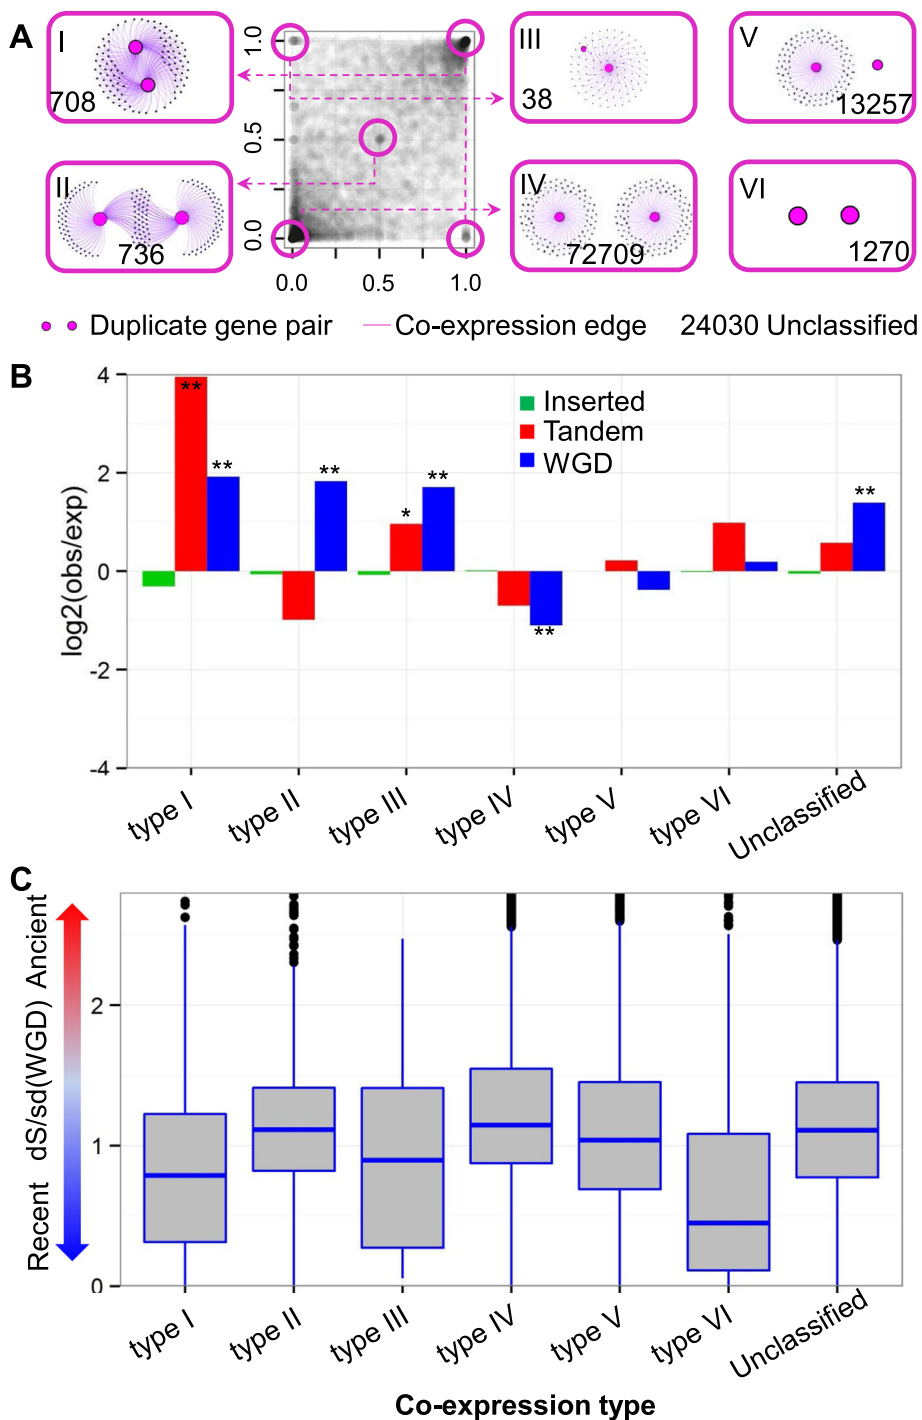 A
I
708
II
736
1.0
0.5
0.0
0.0
0.5
1.0
III
38
IV
72709
V
13257
VI
1270
Duplicate gene pair
Co-expression edge
24030 Unclassified
B
log2(obs/exp)
4
2
0
-2
-4
**
**
**
*
**
**
**
Inserted
Tandem
WGD
type I
type II
type III
type IV
type V
type VI
Unclassified
C
Recent dS/sd(WGD) Ancient
2
1
0
type I
type II
type III
type IV
type V
type VI
Unclassified
Co-expression type